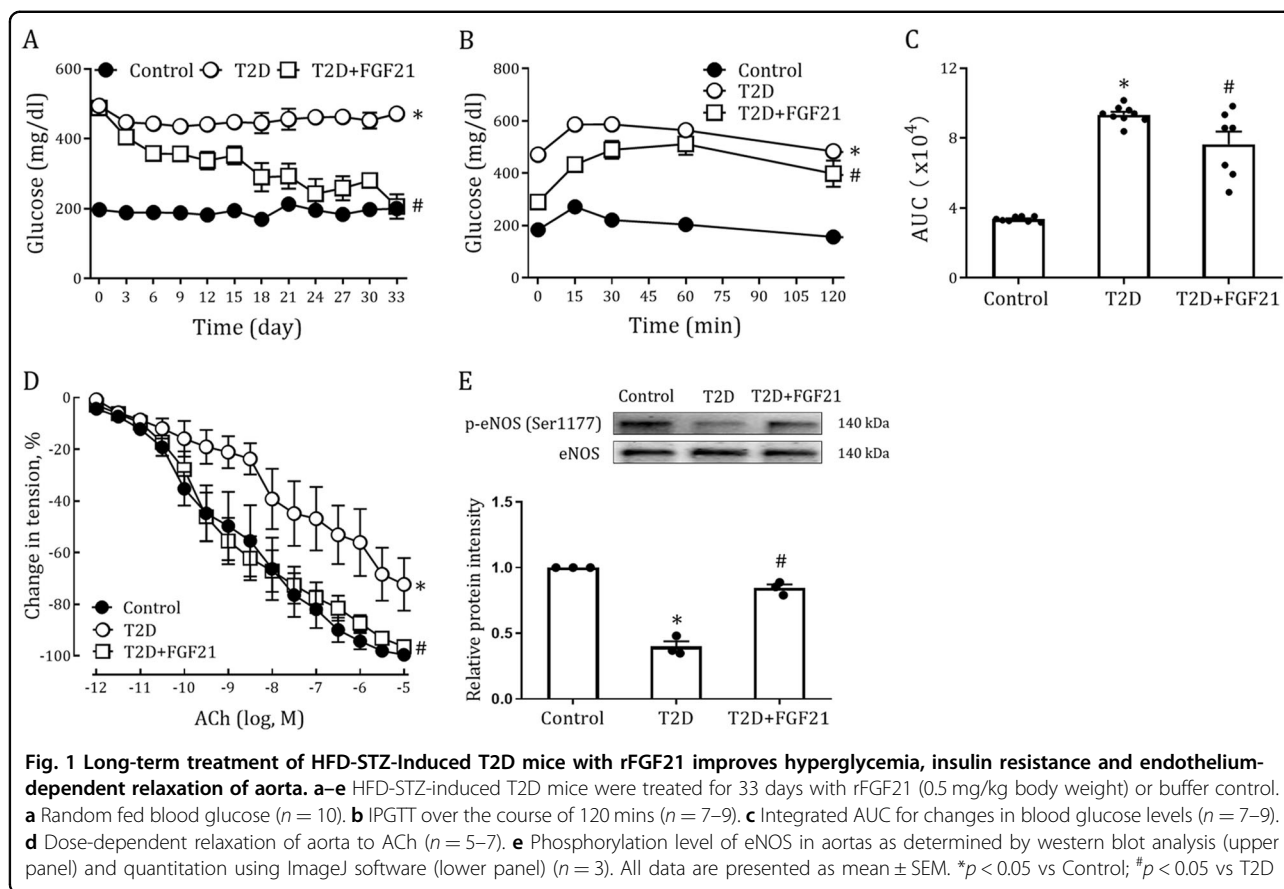 A
Control T2D T2D+FGF21
600
400
200
0
Glucose (mg/dl)
*
#
0 3 6 9 12 15 18 21 24 27 30 33
Time (day)
B
Control
T2D
T2D+FGF21
800
600
400
200
0
Glucose (mg/dl)
*
#
0 15 30 45 60 75 90 105 120
Time (min)
C
12
8
4
0
AUC (x10⁴)
*
#
Control T2D T2D+FGF21
D
0
-20
-40
-60
-80
-100
Change in tension, %
Control
T2D
T2D+FGF21
*
#
-12 -11 -10 -9 -8 -7 -6 -5
ACh (log, M)
E
Control T2D T2D+FGF21
p-eNOS (Ser1177) 140 kDa
eNOS 140 kDa
1.5
1.0
0.5
0.0
Relative protein intensity
*
#
Control T2D T2D+FGF21
Fig. 1 Long-term treatment of HFD-STZ-Induced T2D mice with rFGF21 improves hyperglycemia, insulin resistance and endothelium-
dependent relaxation of aorta. a–e HFD-STZ-induced T2D mice were treated for 33 days with rFGF21 (0.5 mg/kg body weight) or buffer control.
a Random fed blood glucose (n = 10). b IPGTT over the course of 120 mins (n = 7–9). c Integrated AUC for changes in blood glucose levels (n = 7–9).
d Dose-dependent relaxation of aorta to ACh (n = 5–7). e Phosphorylation level of eNOS in aortas as determined by western blot analysis (upper
panel) and quantitation using ImageJ software (lower panel) (n = 3). All data are presented as mean ± SEM. *p < 0.05 vs Control; #p < 0.05 vs T2D